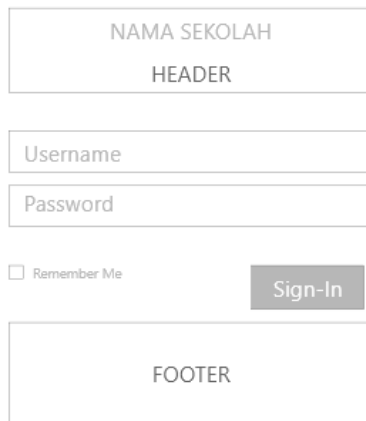 NAMA SEKOLAH
HEADER
Username
Password
Remember Me
Sign-In
FOOTER